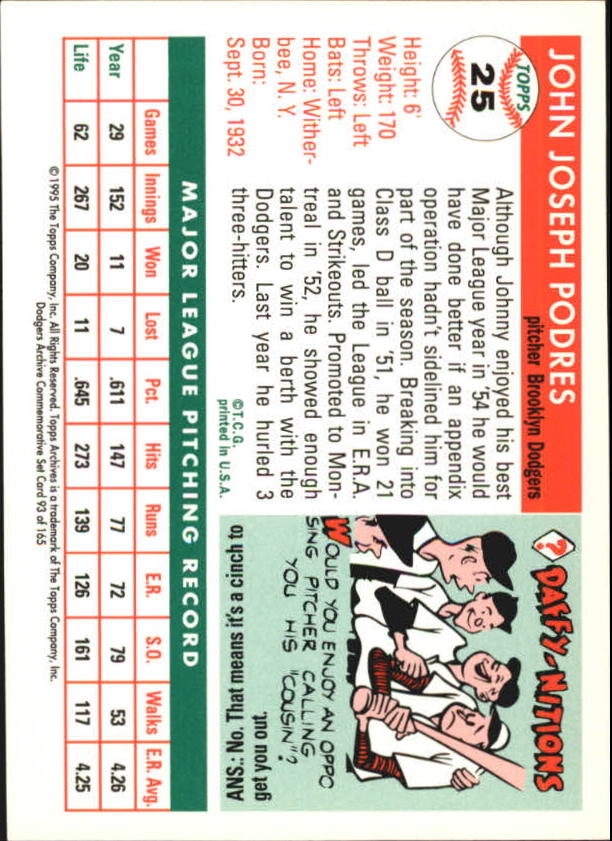 JOHN JOSEPH PODRES
pitcher Brooklyn Dodgers
TOPPS
25
Height: 6'
Weight: 170
Throws: Left
Bats: Left
Home: Wither-
bee, N. Y.
Born:
Sept. 30, 1932
Although Johnny enjoyed his best
Major League year in '54 he would
have done better if an appendix
operation hadn't sidelined him for
part of the season. Breaking into
Class D ball in '51, he won 21
games, led the League in E.R.A.
and Strikeouts. Promoted to Mon-
treal in '52, he showed enough
talent to win a berth with the
Dodgers. Last year he hurled 3
three-hitters.
©T.C.G.
printed in U.S.A.
? DAFFY-NITIONS
WOULD YOU ENJOY AN OPPO
SING PITCHER CALLING
YOU HIS "COUSIN"?
ANS.: No. That means it's a cinch to
get you out.
MAJOR LEAGUE PITCHING RECORD
Games Innings Won Lost Pct. Hits Runs E.R. S.O. Walks E.R. Avg.
Year 29 152 11 7 .611 147 77 72 79 53 4.26
Life 62 267 20 11 .645 273 139 126 161 117 4.25
©1995 The Topps Company, Inc. All Rights Reserved. Topps Archives is a trademark of The Topps Company, Inc.
Dodgers Archive Commemorative Set Card 93 of 165